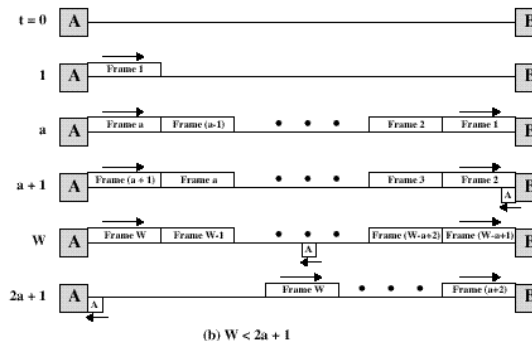 t = 0 A B
1 A Frame 1 B
a A Frame a Frame (a-1) • • • Frame 2 Frame 1 B
a + 1 A Frame (a + 1) Frame a • • • Frame 3 Frame 2 B
A
W A Frame W Frame W-1 • • • Frame (W-a+2) Frame (W-a+1) B
A
2a + 1 A Frame W • • • Frame (a+2) B
A
(b) W < 2a + 1